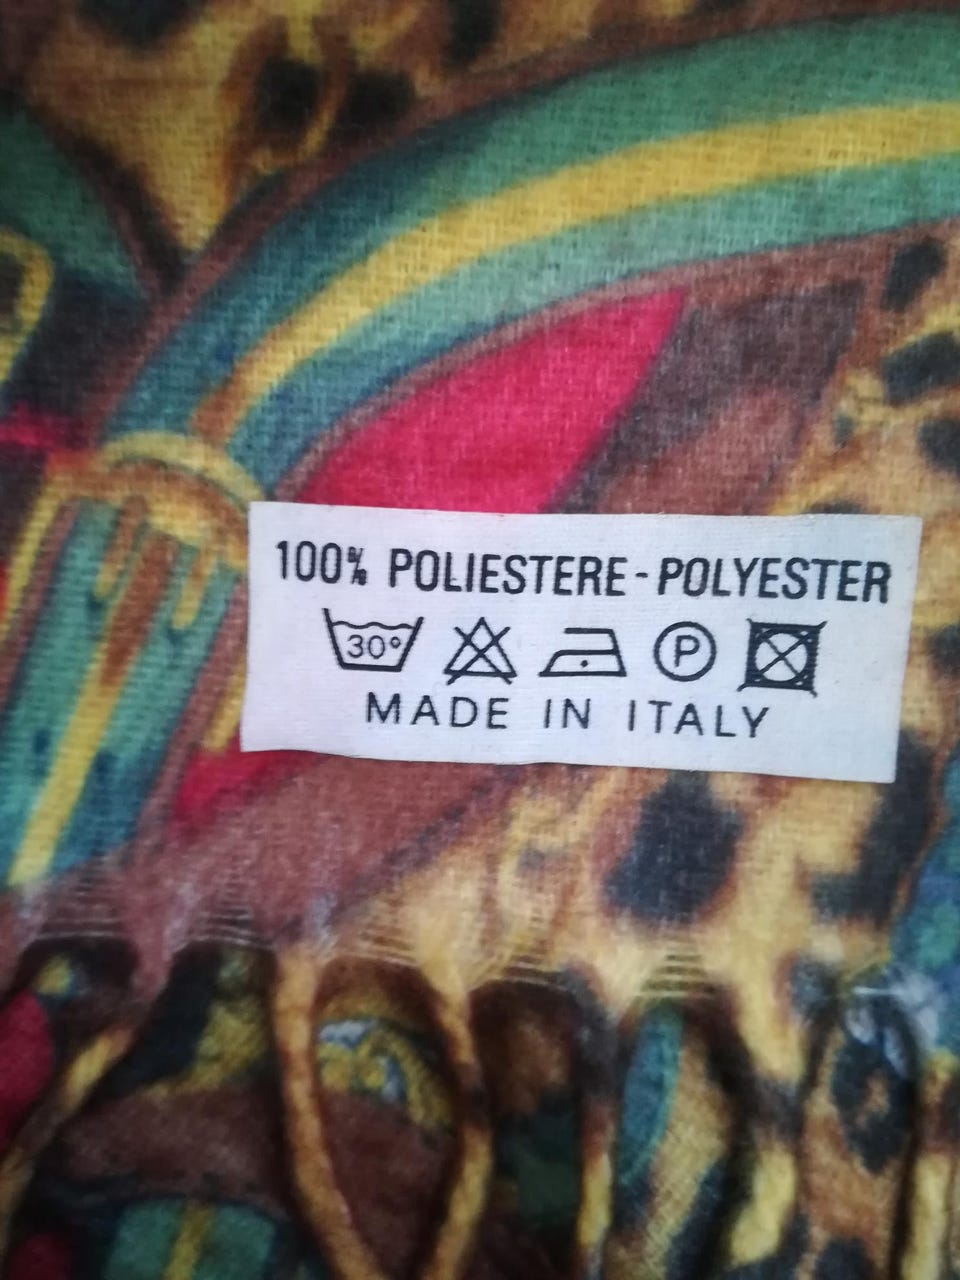 100% POLIESTERE-POLYESTER
30° P
MADE IN ITALY